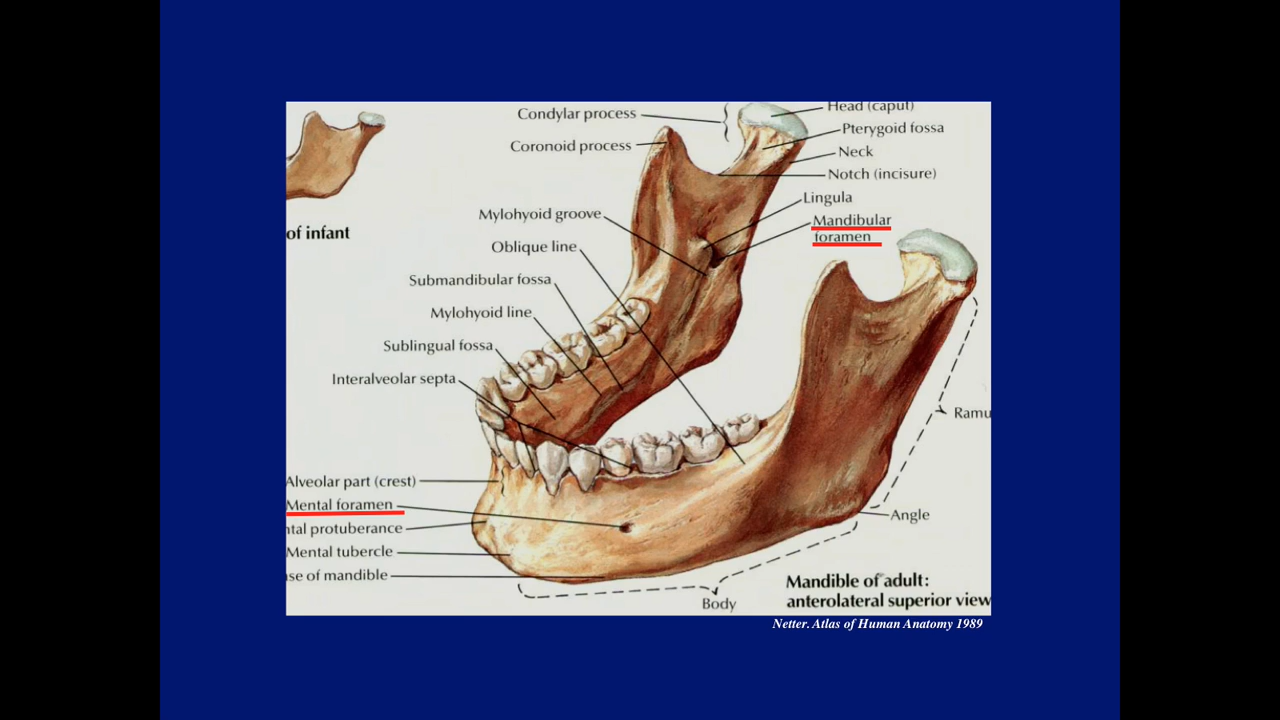 Head (caput)
Condylar process
Pterygoid fossa
Coronoid process
Neck
Notch (incisure)
Lingula
Mylohyoid groove
Mandibular
foramen
of infant
Oblique line
Submandibular fossa
Mylohyoid line
Sublingual fossa
Interalveolar septa
Ramu
Alveolar part (crest)
Mental foramen
Angle
ntal protuberance
Mental tubercle
se of mandible
Mandible of adult:
anterolateral superior view
Body
Netter. Atlas of Human Anatomy 1989